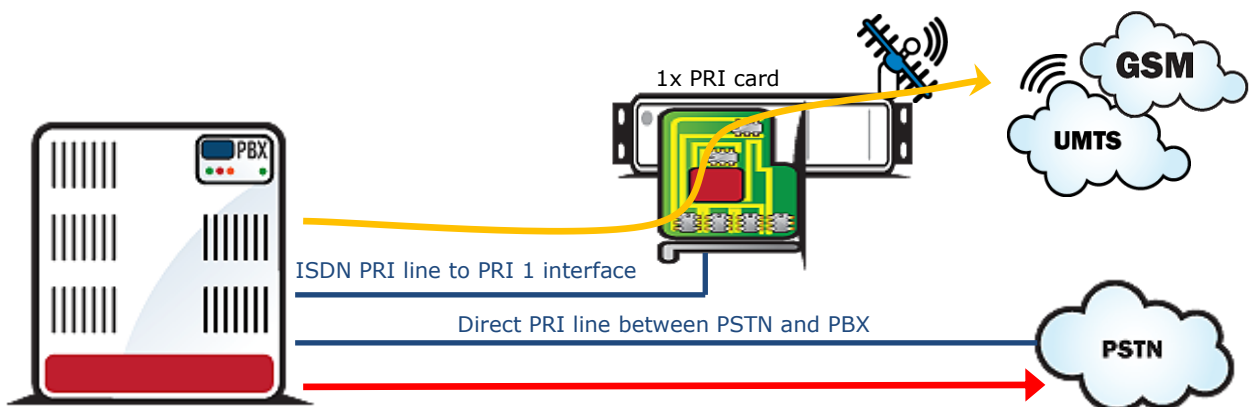 1x PRI card
GSM
UMTS
PBX
ISDN PRI line to PRI 1 interface
Direct PRI line between PSTN and PBX
PSTN